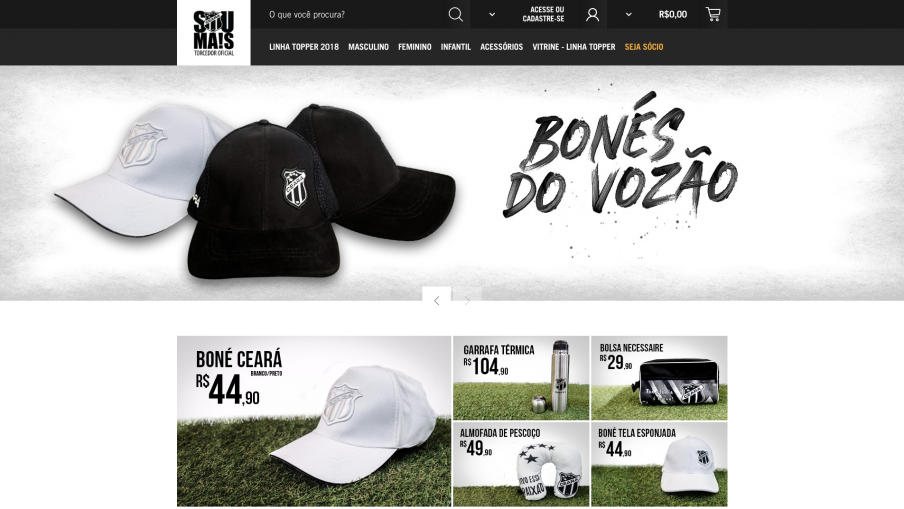 SOU
MA!S
TORCEDOR OFICIAL
O que você procura?
ACESSE OU
CADASTRE-SE
R$0,00
LINHA TOPPER 2018 MASCULINO FEMININO INFANTIL ACESSÓRIOS VITRINE - LINHA TOPPER SEJA SÓCIO
BONÉS
DO VOZÃO
BONÉ CEARÁ
BRANCO/PRETO
R$44,90
GARRAFA TÉRMICA
R$104,90
BOLSA NECESSAIRE
R$29,90
ALMOFADA DE PESCOÇO
R$49,90
BONÉ TELA ESPONJADA
R$44,90